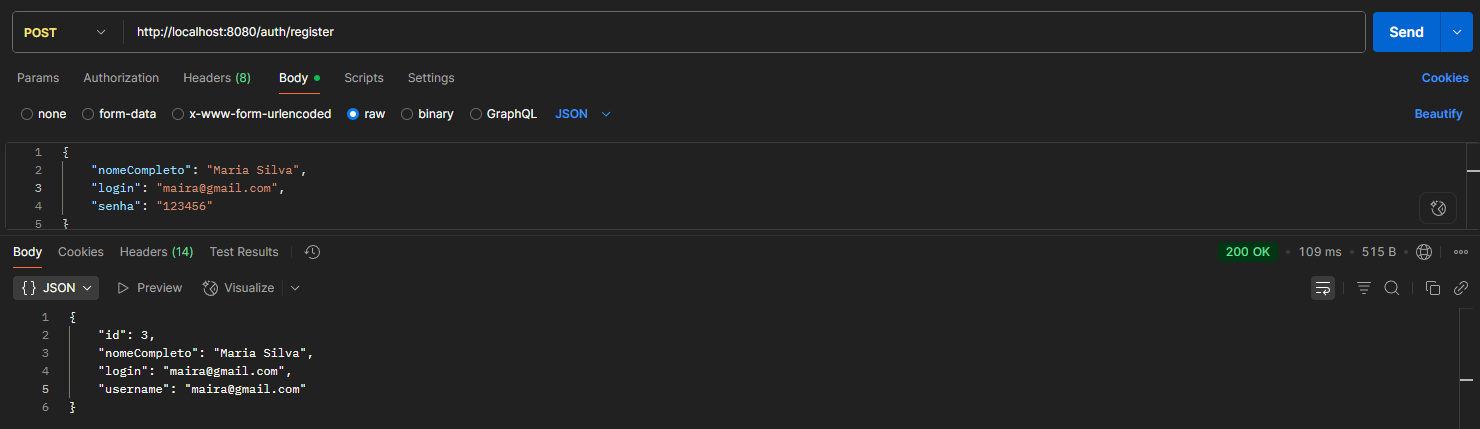 POST http://localhost:8080/auth/register Send
Params Authorization Headers (8) Body Scripts Settings Cookies
none form-data x-www-form-urlencoded raw binary GraphQL JSON Beautify
1 {
2 "nomeCompleto": "Maria Silva",
3 "login": "maira@gmail.com",
4 "senha": "123456"
5 }
Body Cookies Headers (14) Test Results 200 OK • 109 ms • 515 B •
{} JSON Preview Visualize
1 {
2 "id": 3,
3 "nomeCompleto": "Maria Silva",
4 "login": "maira@gmail.com",
5 "username": "maira@gmail.com"
6 }